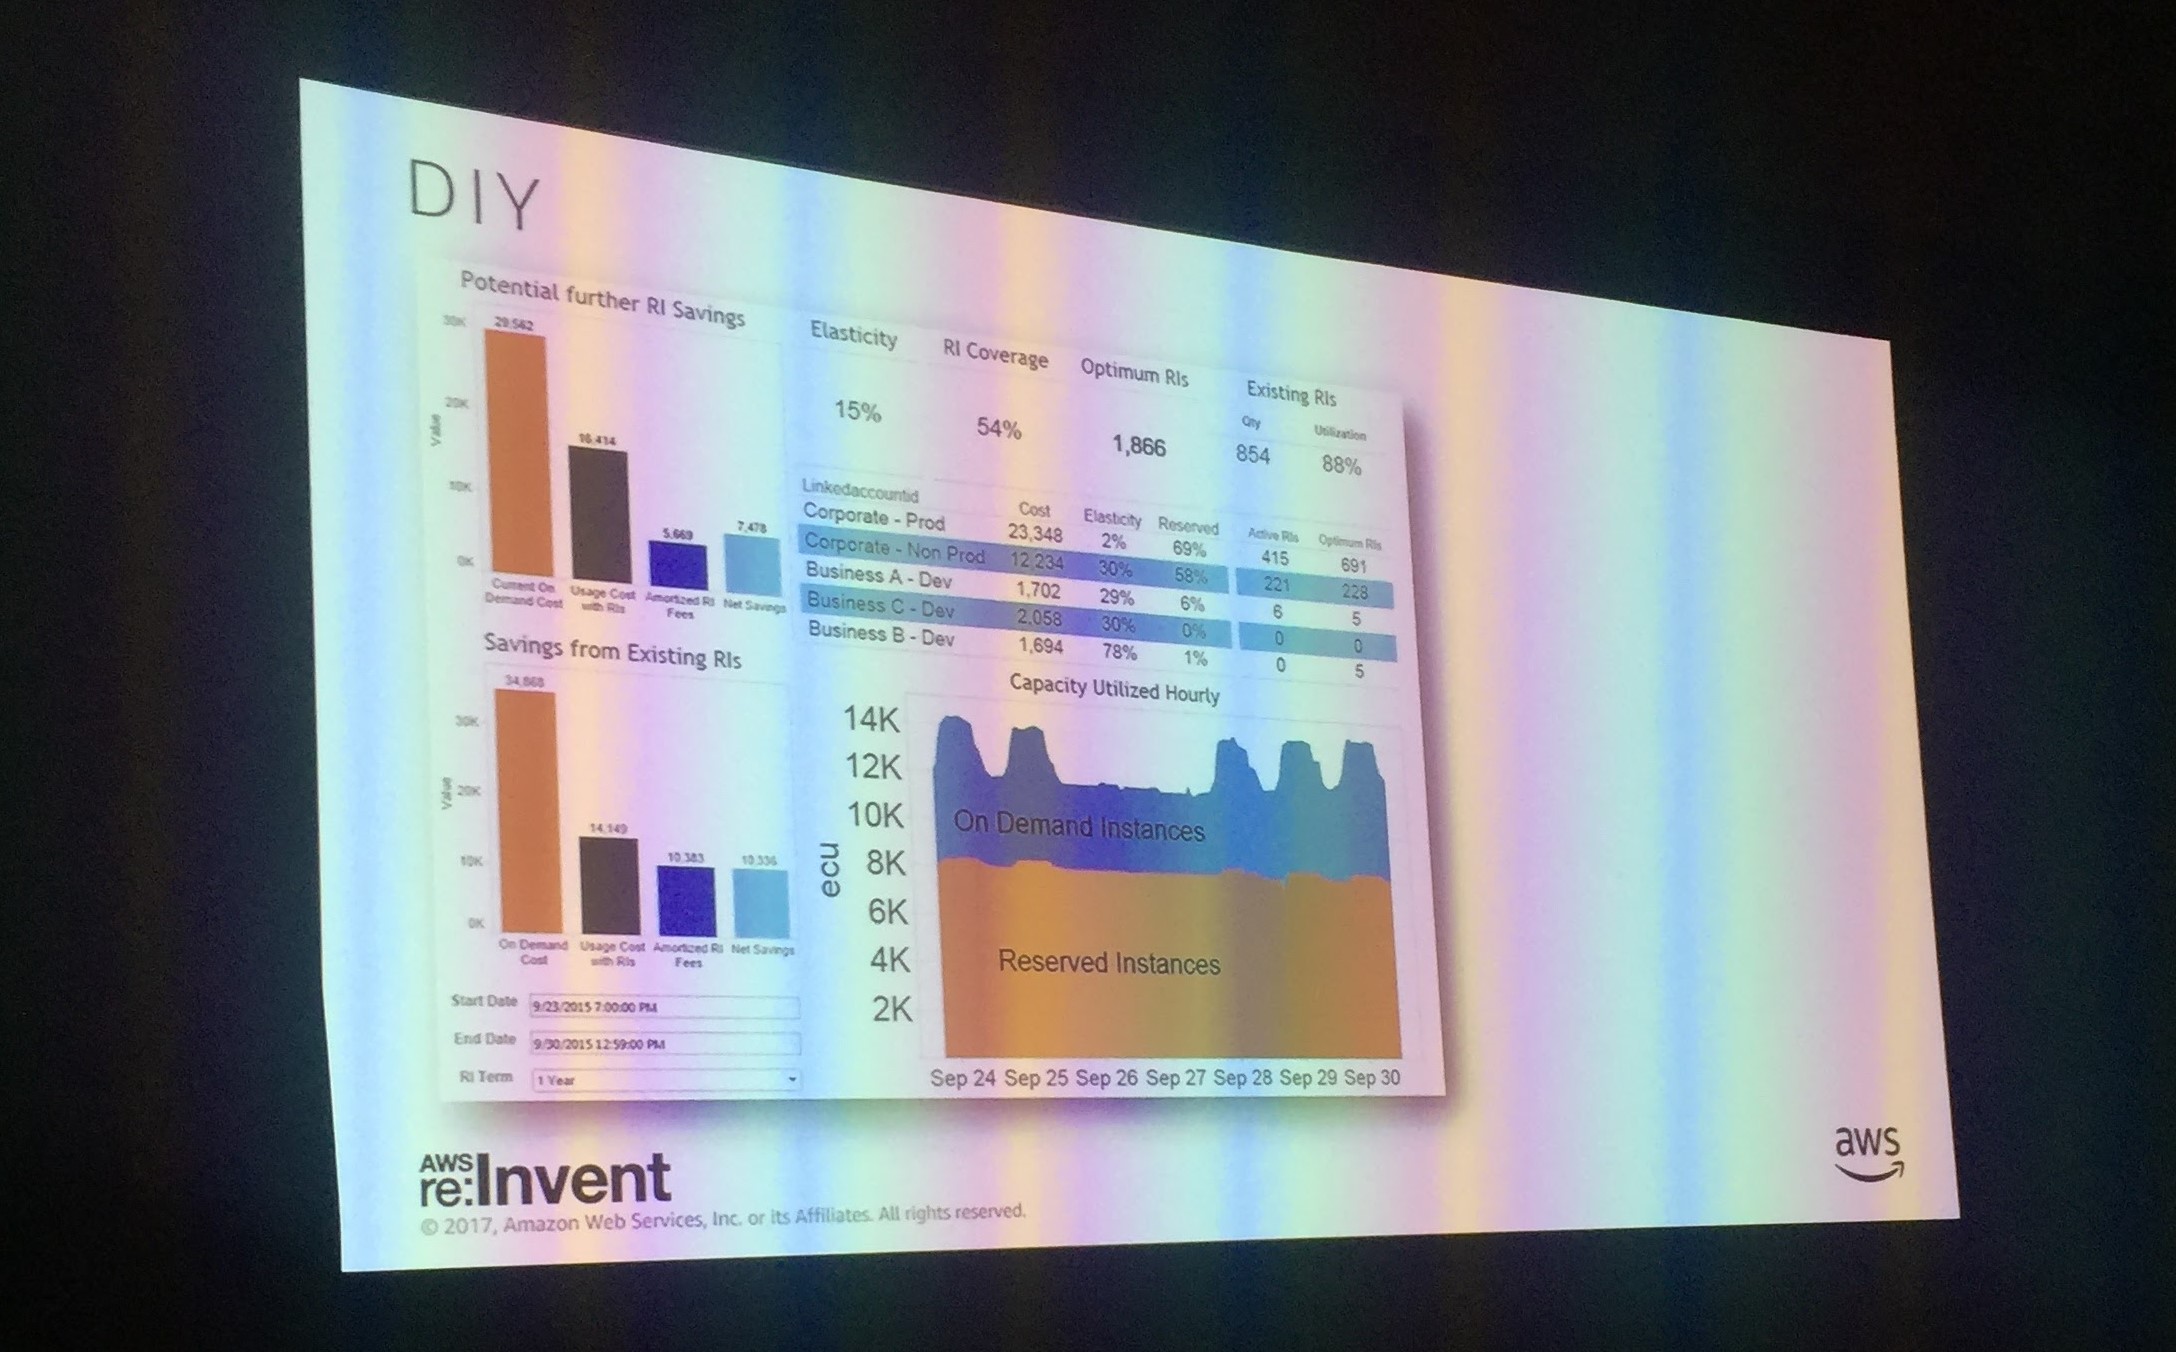 DIY
Potential further RI Savings
Value
30K
20K
10K
0K
29,562
16,414
5,669
7,478
Current On Demand Cost
Usage Cost with RIs
Amortized RI Fees
Net Savings
Savings from Existing RIs
Value
30K
20K
10K
0K
34,868
14,149
10,383
10,336
On Demand Cost
Usage Cost with RIs
Amortized RI Fees
Net Savings
Start Date 9/23/2015 7:00:00 PM
End Date 9/30/2015 12:59:00 PM
RI Term 1 Year
Elasticity RI Coverage Optimum RIs Existing RIs
Qty Utilization
15% 54% 1,866 854 88%
Linkedaccountid Cost Elasticity Reserved Active RIs Optimum RIs
Corporate - Prod 23,348 2% 69% 415 691
Corporate - Non Prod 12,234 30% 58% 221 228
Business A - Dev 1,702 29% 6% 6 5
Business C - Dev 2,058 30% 0% 0 0
Business B - Dev 1,694 78% 1% 0 5
Capacity Utilized Hourly
ecu
14K
12K
10K
8K
6K
4K
2K
On Demand Instances
Reserved Instances
Sep 24 Sep 25 Sep 26 Sep 27 Sep 28 Sep 29 Sep 30
AWS
re:Invent
© 2017, Amazon Web Services, Inc. or its Affiliates. All rights reserved.
aws